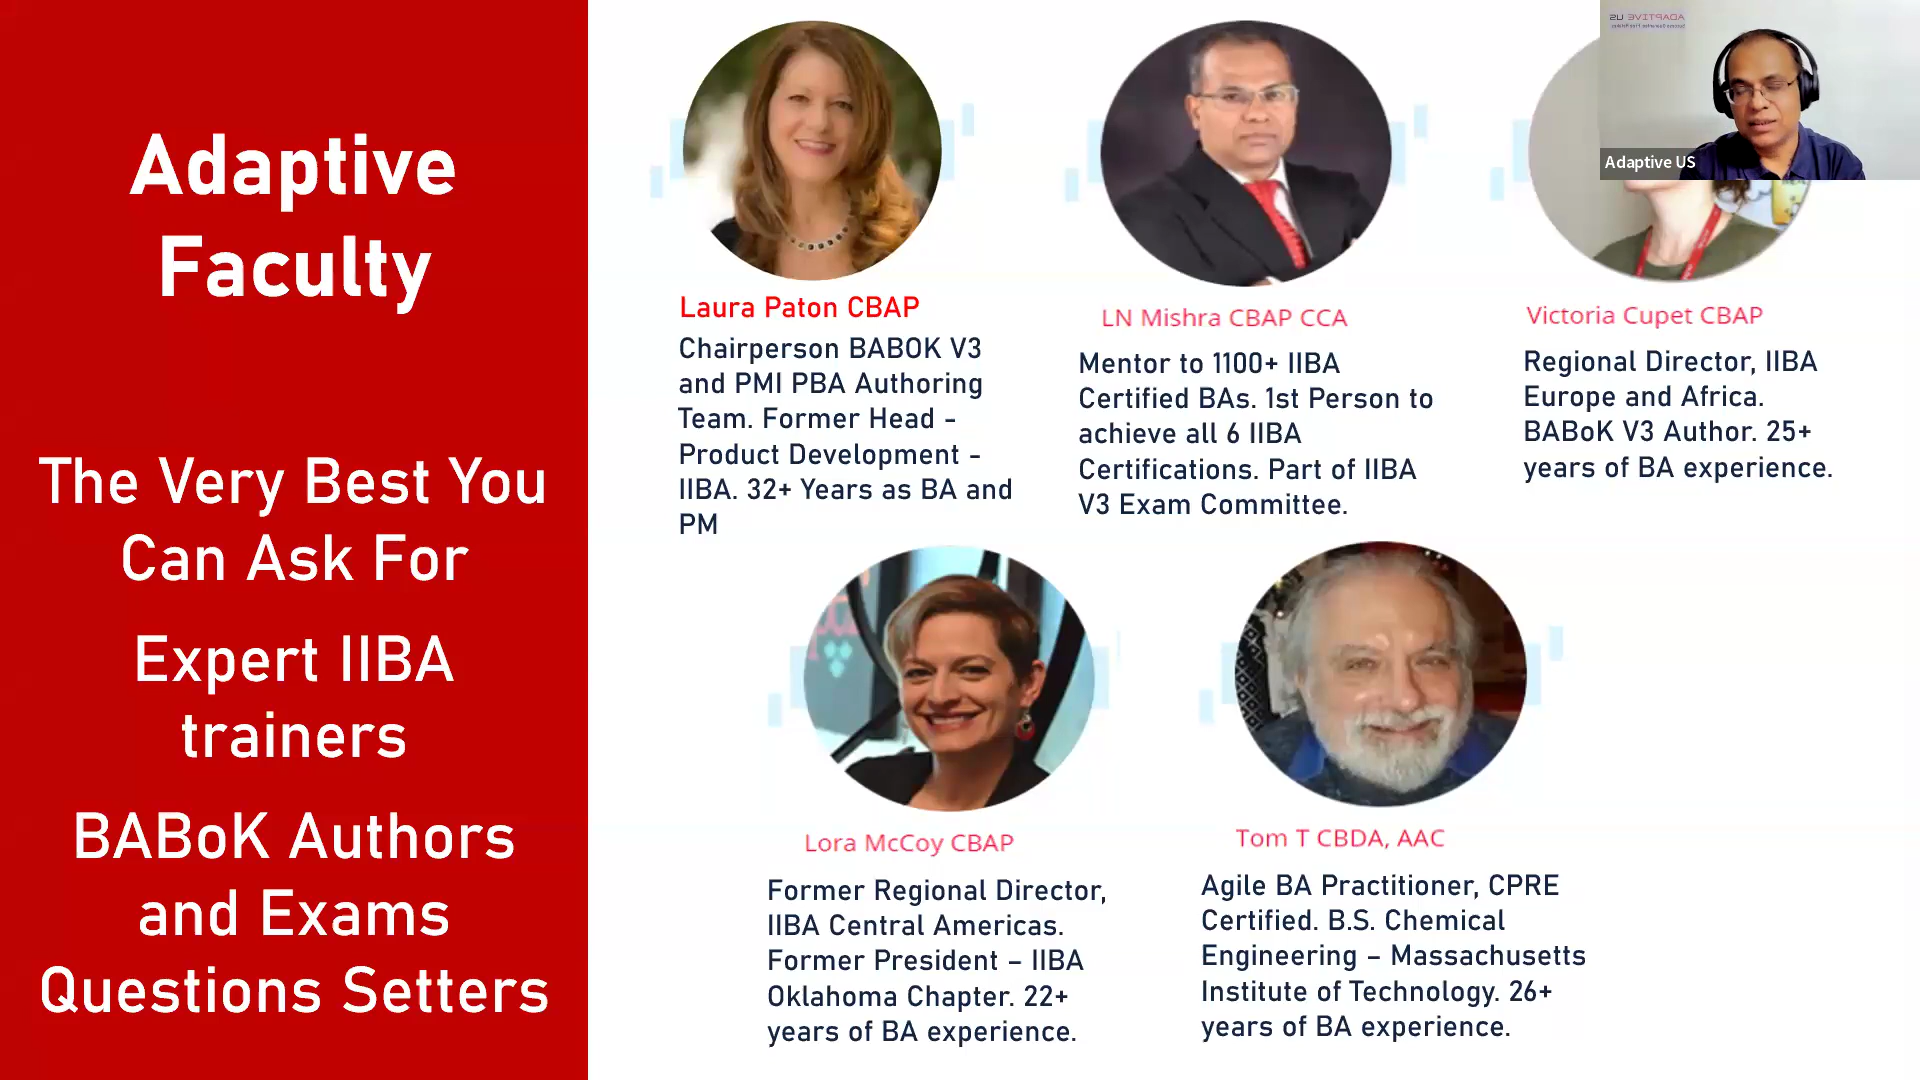 Adaptive
Faculty
The Very Best You
Can Ask For
Expert IIBA
trainers
BABoK Authors
and Exams
Questions Setters
Laura Paton CBAP
Chairperson BABOK V3
and PMI PBA Authoring
Team. Former Head -
Product Development -
IIBA. 32+ Years as BA and
PM
LN Mishra CBAP CCA
Mentor to 1100+ IIBA
Certified BAs. 1st Person to
achieve all 6 IIBA
Certifications. Part of IIBA
V3 Exam Committee.
Victoria Cupet CBAP
Regional Director, IIBA
Europe and Africa.
BABoK V3 Author. 25+
years of BA experience.
Lora McCoy CBAP
Former Regional Director,
IIBA Central Americas.
Former President – IIBA
Oklahoma Chapter. 22+
years of BA experience.
Tom T CBDA, AAC
Agile BA Practitioner, CPRE
Certified. B.S. Chemical
Engineering – Massachusetts
Institute of Technology. 26+
years of BA experience.
ADAPTIVE US
Adaptive US